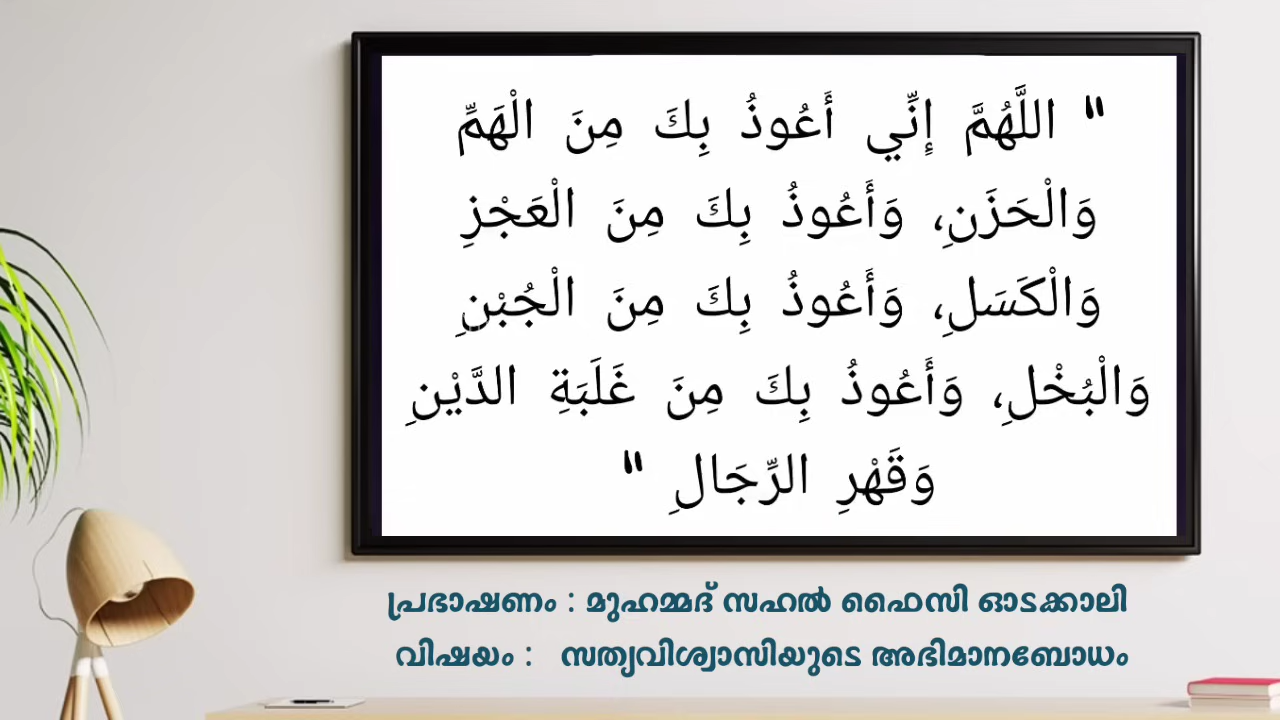 " اللَّهُمَّ إِنِّي أَعُوذُ بِكَ مِنَ الْهَمِّ
وَالْحَزَنِ، وَأَعُوذُ بِكَ مِنَ الْعَجْزِ
وَالْكَسَلِ، وَأَعُوذُ بِكَ مِنَ الْجُبْنِ
وَالْبُخْلِ، وَأَعُوذُ بِكَ مِنَ غَلَبَةِ الدَّيْنِ
وَقَهْرِ الرِّجَالِ "
പ്രഭാഷണം : മുഹമ്മദ് സഹൽ ഫൈസി ഓടക്കാലി
വിഷയം : സത്യവിശ്വാസിയുടെ അഭിമാനബോധം